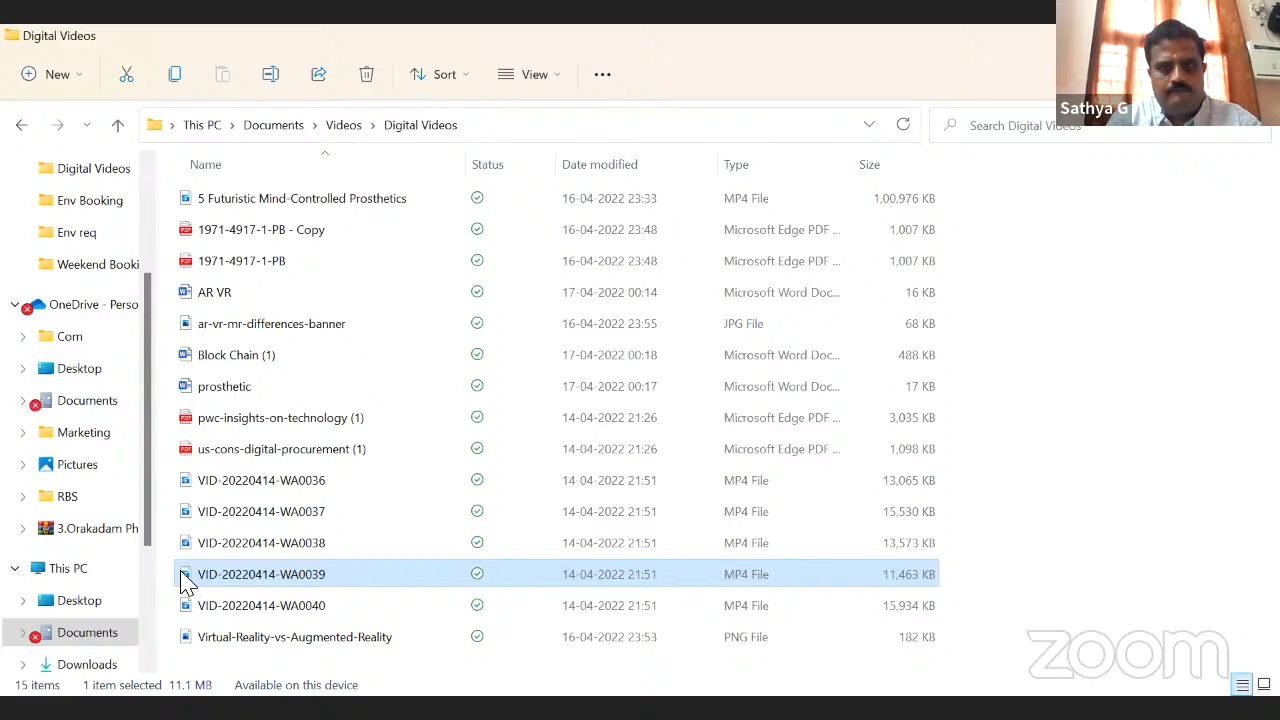 Digital Videos
New
Sort
View
Sathya G
This PC > Documents > Videos > Digital Videos
Search Digital Videos
Name Status Date modified Type Size
5 Futuristic Mind-Controlled Prosthetics 16-04-2022 23:33 MP4 File 1,00,976 KB
1971-4917-1-PB - Copy 16-04-2022 23:48 Microsoft Edge PDF ... 1,007 KB
1971-4917-1-PB 16-04-2022 23:48 Microsoft Edge PDF ... 1,007 KB
AR VR 17-04-2022 00:14 Microsoft Word Doc... 16 KB
ar-vr-mr-differences-banner 16-04-2022 23:55 JPG File 68 KB
Block Chain (1) 17-04-2022 00:18 Microsoft Word Doc... 488 KB
prosthetic 17-04-2022 00:17 Microsoft Word Doc... 17 KB
pwc-insights-on-technology (1) 14-04-2022 21:26 Microsoft Edge PDF ... 3,035 KB
us-cons-digital-procurement (1) 14-04-2022 21:26 Microsoft Edge PDF ... 1,098 KB
VID-20220414-WA0036 14-04-2022 21:51 MP4 File 13,065 KB
VID-20220414-WA0037 14-04-2022 21:51 MP4 File 15,530 KB
VID-20220414-WA0038 14-04-2022 21:51 MP4 File 13,573 KB
VID-20220414-WA0039 14-04-2022 21:51 MP4 File 11,463 KB
VID-20220414-WA0040 14-04-2022 21:51 MP4 File 15,934 KB
Virtual-Reality-vs-Augmented-Reality 16-04-2022 23:53 PNG File 182 KB
Digital Videos
Env Booking
Env req
Weekend Booki
OneDrive - Perso
Com
Desktop
Documents
Marketing
Pictures
RBS
3.Orakadam Ph
This PC
Desktop
Documents
Downloads
zoom
15 items 1 item selected 11.1 MB Available on this device